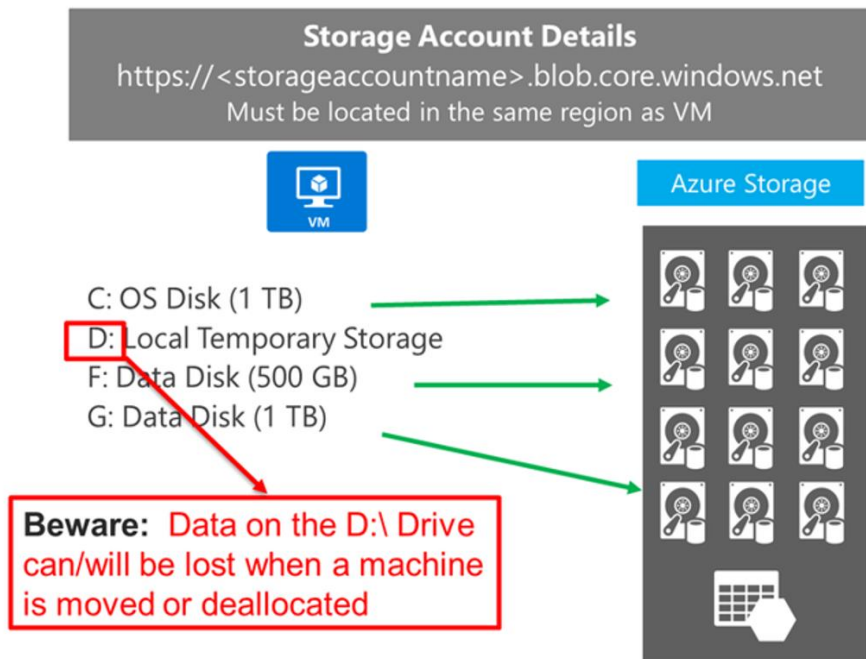 Storage Account Details
https://<storageaccountname>.blob.core.windows.net
Must be located in the same region as VM
VM
Azure Storage
C: OS Disk (1 TB)
D: Local Temporary Storage
F: Data Disk (500 GB)
G: Data Disk (1 TB)
Beware: Data on the D:\ Drive
can/will be lost when a machine
is moved or deallocated